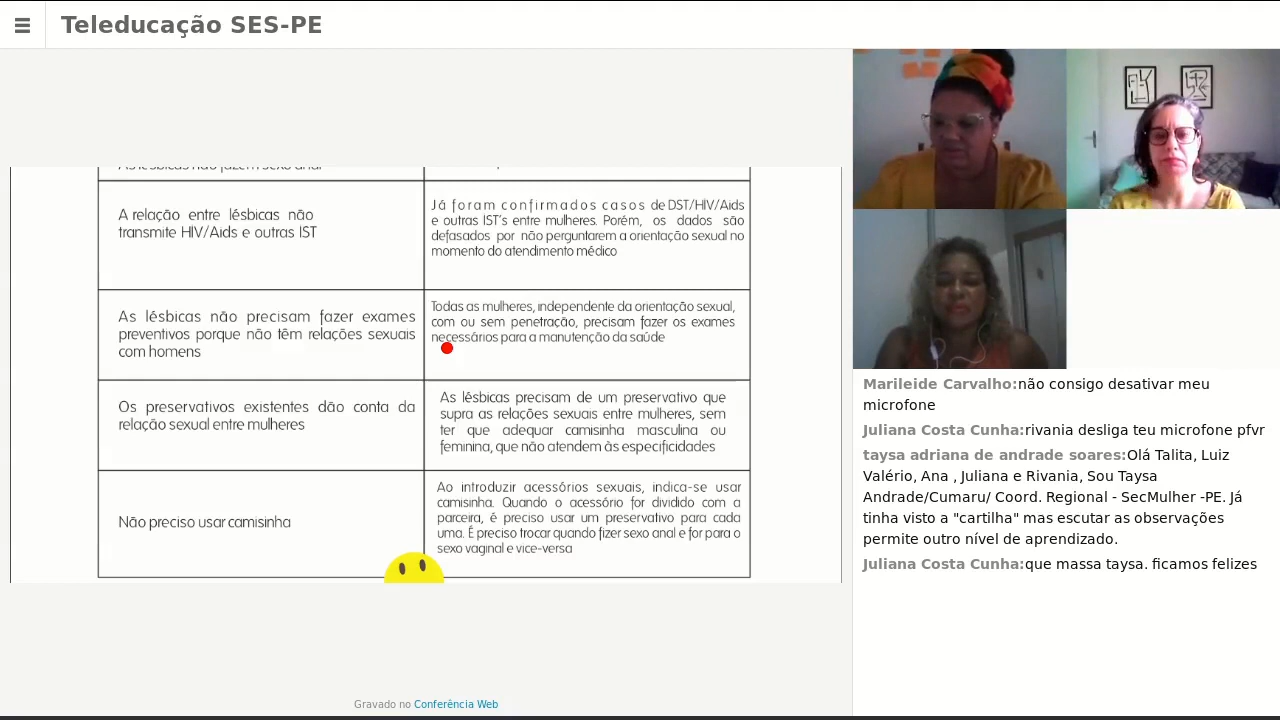 Teleducação SES-PE
As lésbicas não fazem sexo anal
A relação entre lésbicas não
transmite HIV/Aids e outras IST
Já foram confirmados casos de DST/HIV/Aids
e outras IST's entre mulheres. Porém, os dados são
defasados por não perguntarem a orientação sexual no
momento do atendimento médico
As lésbicas não precisam fazer exames
preventivos porque não têm relações sexuais
com homens
Todas as mulheres, independente da orientação sexual,
com ou sem penetração, precisam fazer os exames
necessários para a manutenção da saúde
Os preservativos existentes dão conta da
relação sexual entre mulheres
As lésbicas precisam de um preservativo que
supra as relações sexuais entre mulheres, sem
ter que adequar camisinha masculina ou
feminina, que não atendem às especificidades
Não preciso usar camisinha
Ao introduzir acessórios sexuais, indica-se usar
camisinha. Quando o acessório for dividido com a
parceira, é preciso usar um preservativo para cada
uma. É preciso trocar quando fizer sexo anal e for para o
sexo vaginal e vice-versa
Gravado no Conferência Web
Marileide Carvalho:não consigo desativar meu
microfone
Juliana Costa Cunha:rivania desliga teu microfone pfvr
taysa adriana de andrade soares:Olá Talita, Luiz
Valério, Ana , Juliana e Rivania, Sou Taysa
Andrade/Cumaru/ Coord. Regional - SecMulher -PE. Já
tinha visto a "cartilha" mas escutar as observações
permite outro nível de aprendizado.
Juliana Costa Cunha:que massa taysa. ficamos felizes